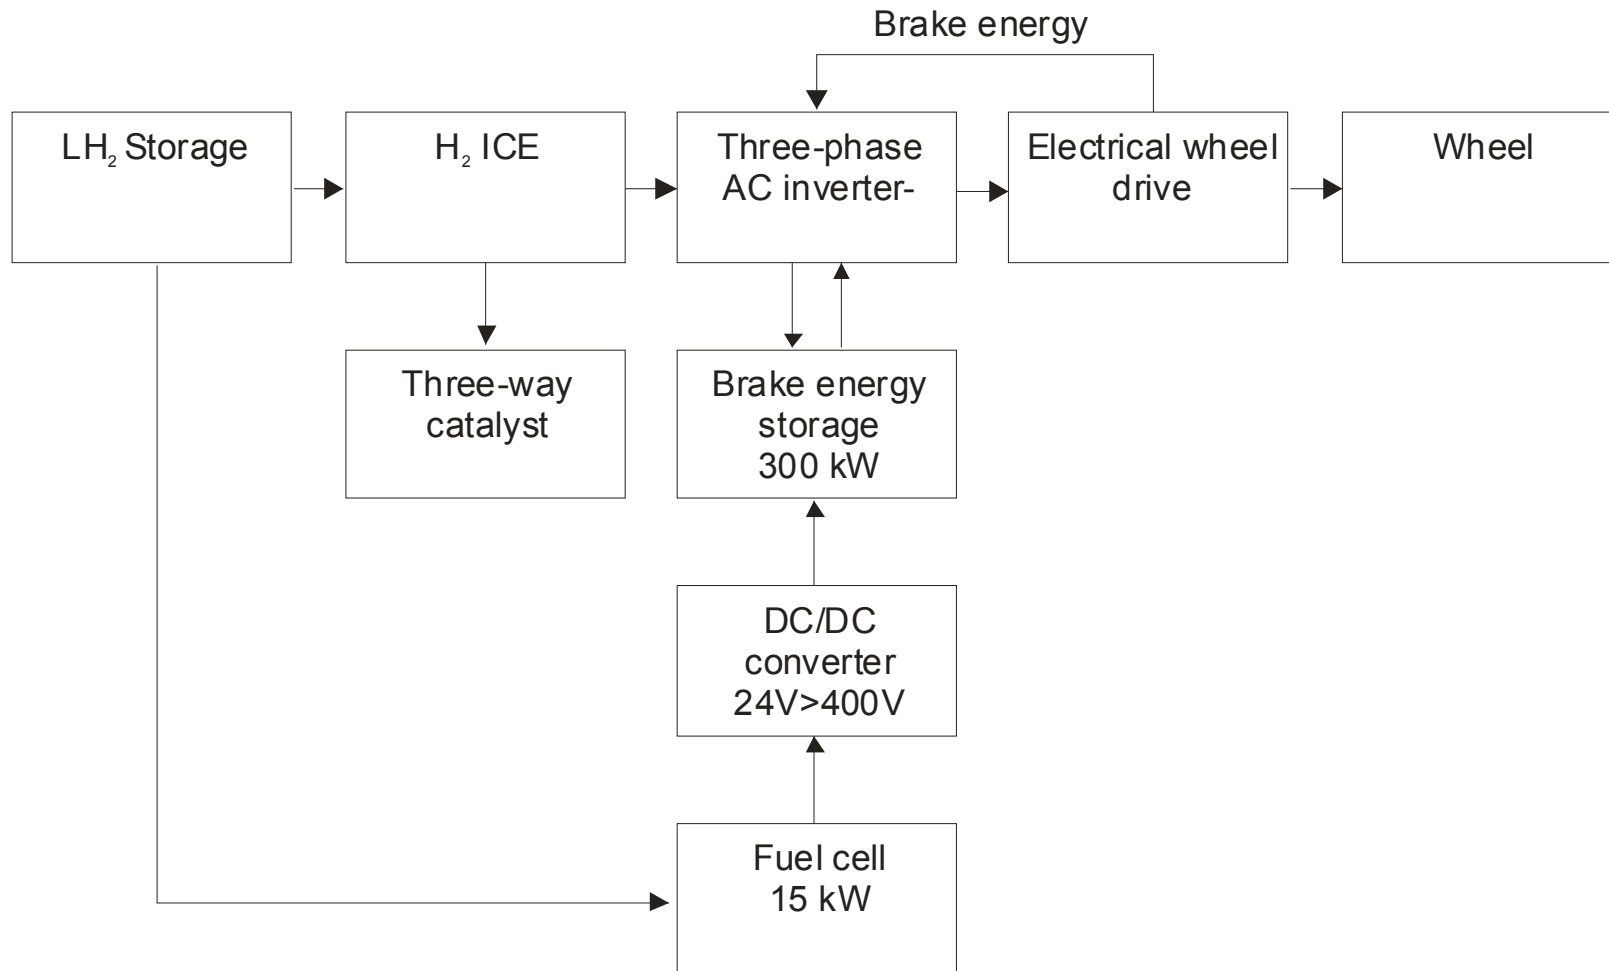 Brake energy
LH₂ Storage
H₂ ICE
Three-phase
AC inverter-
Electrical wheel
drive
Wheel
Three-way
catalyst
Brake energy
storage
300 kW
DC/DC
converter
24V>400V
Fuel cell
15 kW